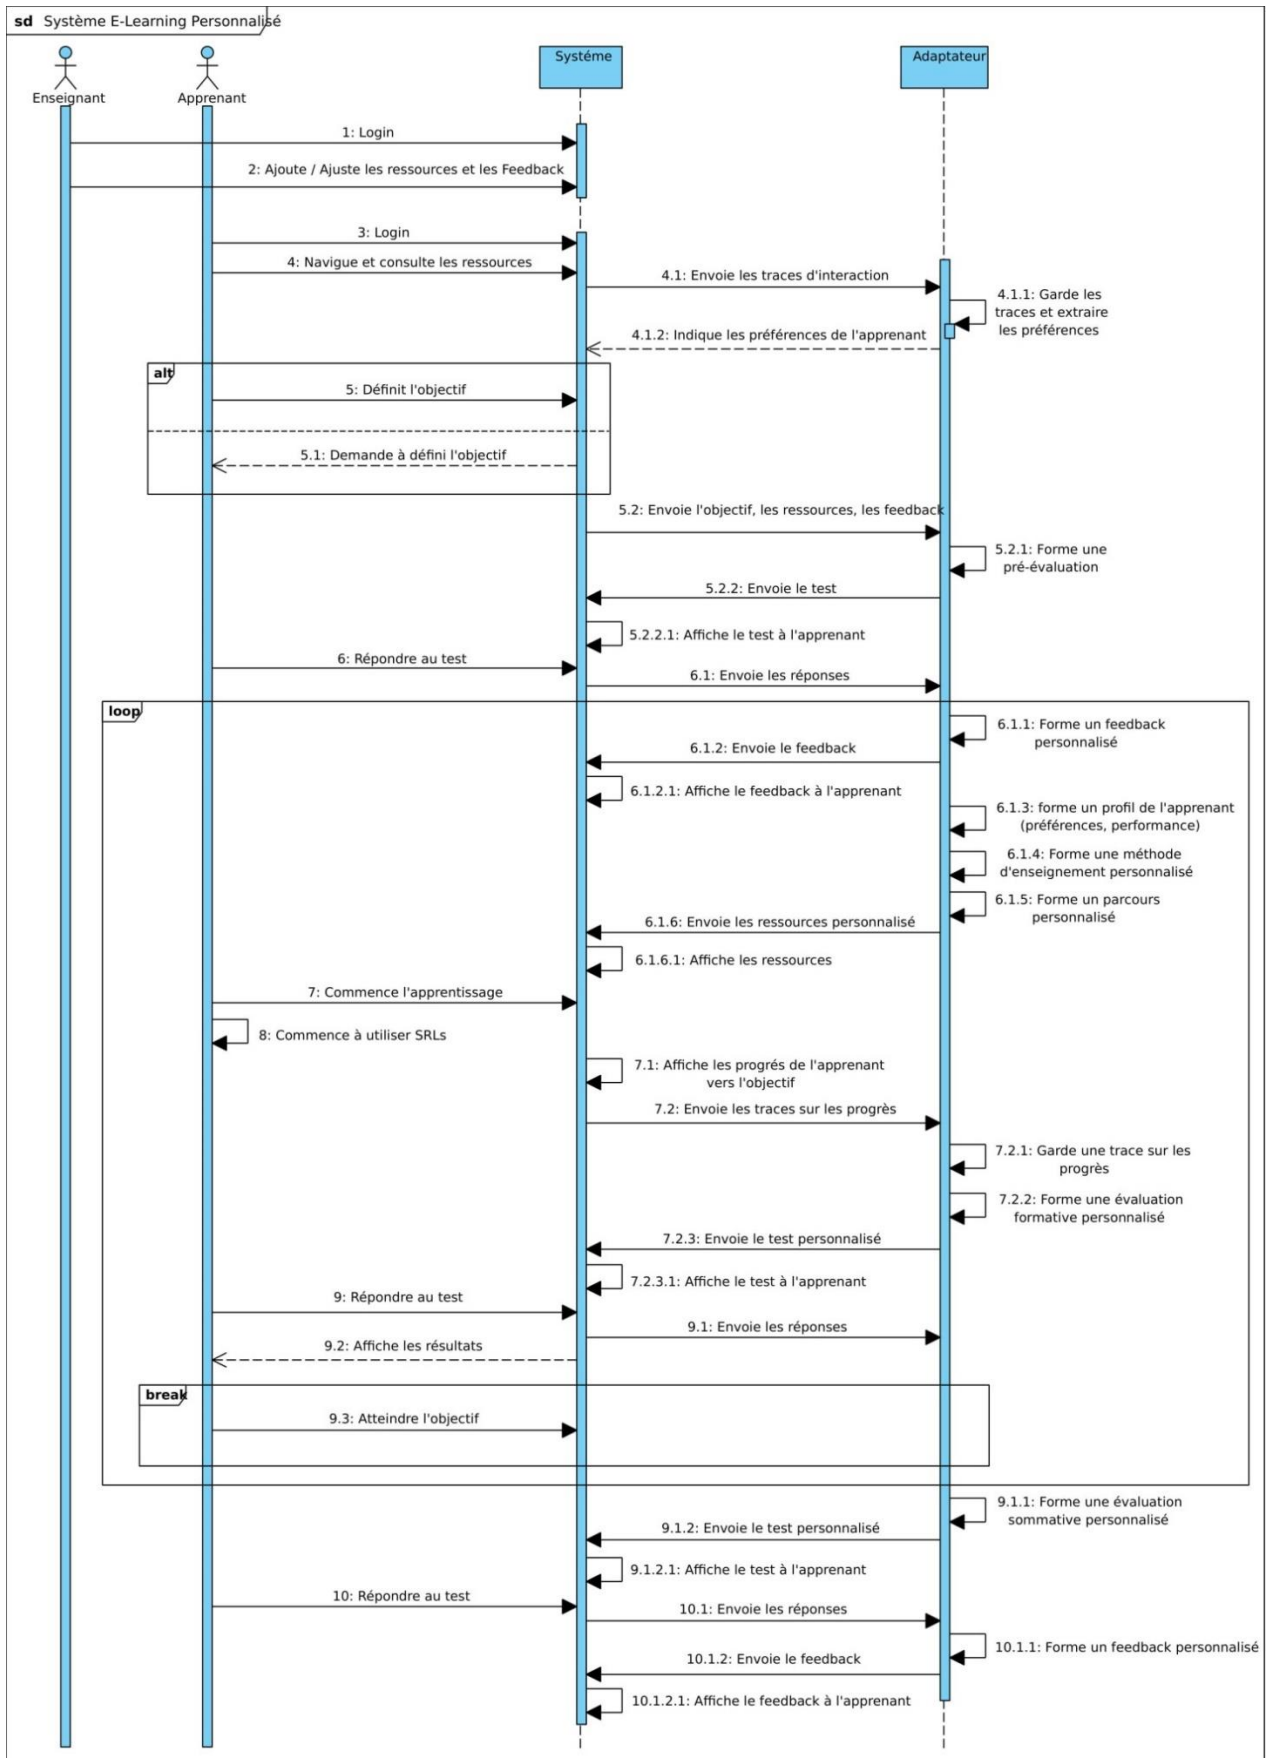 sd Système E-Learning Personnalisé
Enseignant
Apprenant
Systéme
Adaptateur
1: Login
2: Ajoute / Ajuste les ressources et les Feedback
3: Login
4: Navigue et consulte les ressources
4.1: Envoie les traces d'interaction
4.1.1: Garde les
traces et extraire
les préférences
4.1.2: Indique les préférences de l'apprenant
alt
5: Définit l'objectif
5.1: Demande à défini l'objectif
5.2: Envoie l'objectif, les ressources, les feedback
5.2.1: Forme une
pré-évaluation
5.2.2: Envoie le test
5.2.2.1: Affiche le test à l'apprenant
6: Répondre au test
6.1: Envoie les réponses
loop
6.1.1: Forme un feedback
personnalisé
6.1.2: Envoie le feedback
6.1.2.1: Affiche le feedback à l'apprenant
6.1.3: forme un profil de l'apprenant
(préférences, performance)
6.1.4: Forme une méthode
d'enseignement personnalisé
6.1.5: Forme un parcours
personnalisé
6.1.6: Envoie les ressources personnalisé
6.1.6.1: Affiche les ressources
7: Commence l'apprentissage
8: Commence à utiliser SRLs
7.1: Affiche les progrés de l'apprenant
vers l'objectif
7.2: Envoie les traces sur les progrès
7.2.1: Garde une trace sur les
progrès
7.2.2: Forme une évaluation
formative personnalisé
7.2.3: Envoie le test personnalisé
7.2.3.1: Affiche le test à l'apprenant
9: Répondre au test
9.1: Envoie les réponses
9.2: Affiche les résultats
break
9.3: Atteindre l'objectif
9.1.1: Forme une évaluation
sommative personnalisé
9.1.2: Envoie le test personnalisé
9.1.2.1: Affiche le test à l'apprenant
10: Répondre au test
10.1: Envoie les réponses
10.1.1: Forme un feedback personnalisé
10.1.2: Envoie le feedback
10.1.2.1: Affiche le feedback à l'apprenant